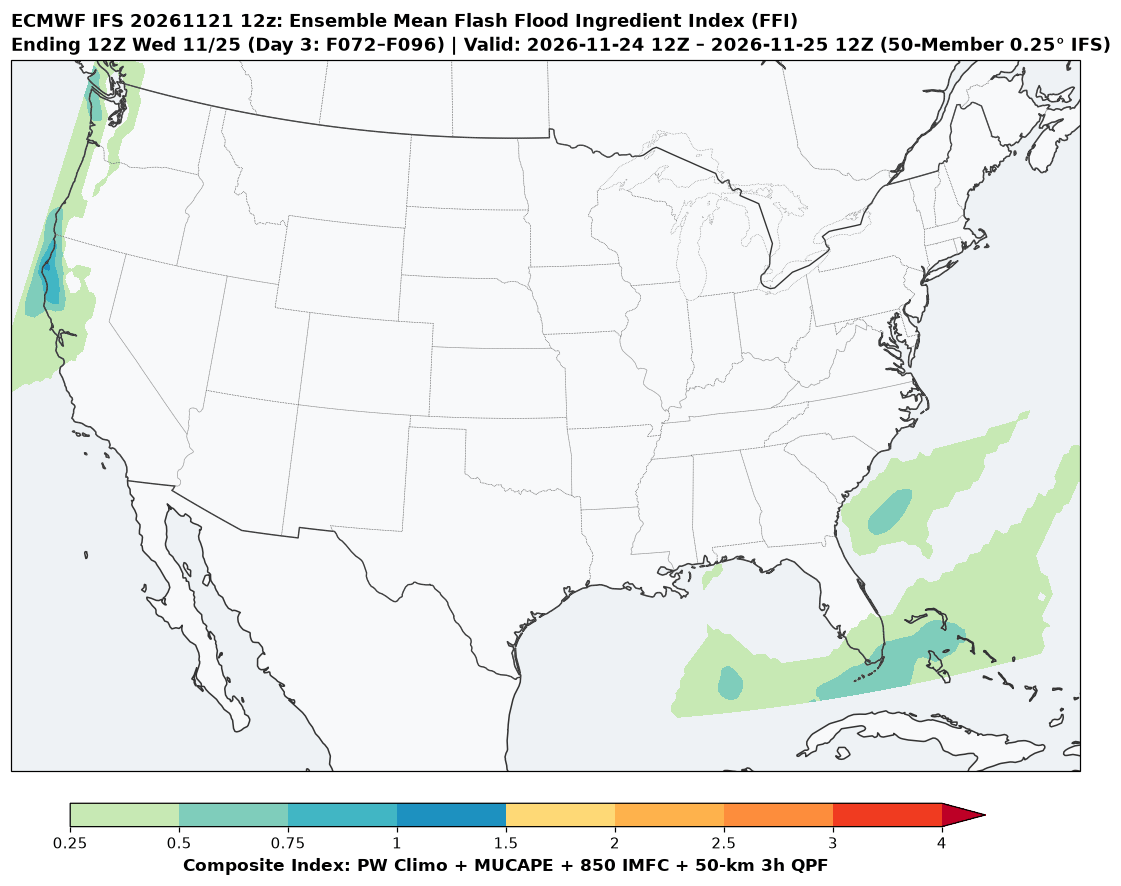 ECMWF IFS 20261121 12z: Ensemble Mean Flash Flood Ingredient Index (FFI)
Ending 12Z Wed 11/25 (Day 3: F072–F096) | Valid: 2026-11-24 12Z – 2026-11-25 12Z (50-Member 0.25° IFS)
0.25 0.5 0.75 1 1.5 2 2.5 3 4
Composite Index: PW Climo + MUCAPE + 850 IMFC + 50-km 3h QPF